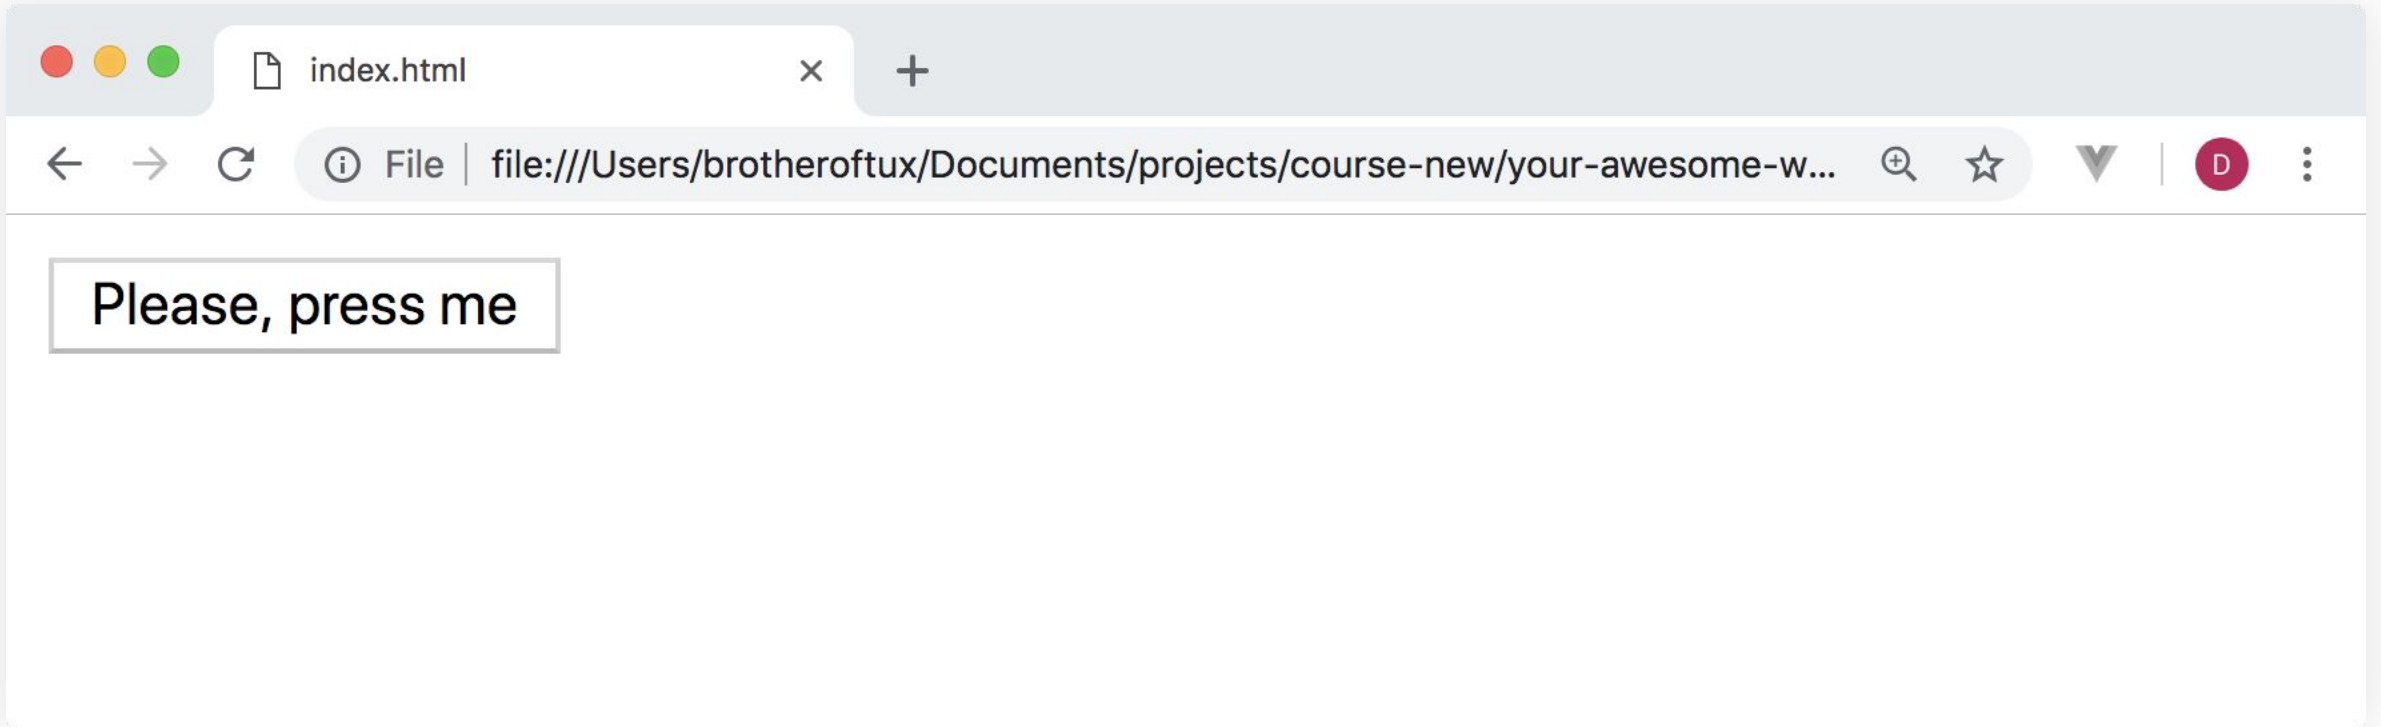 index.html
File file:///Users/brotheroftux/Documents/projects/course-new/your-awesome-w... D
Please, press me